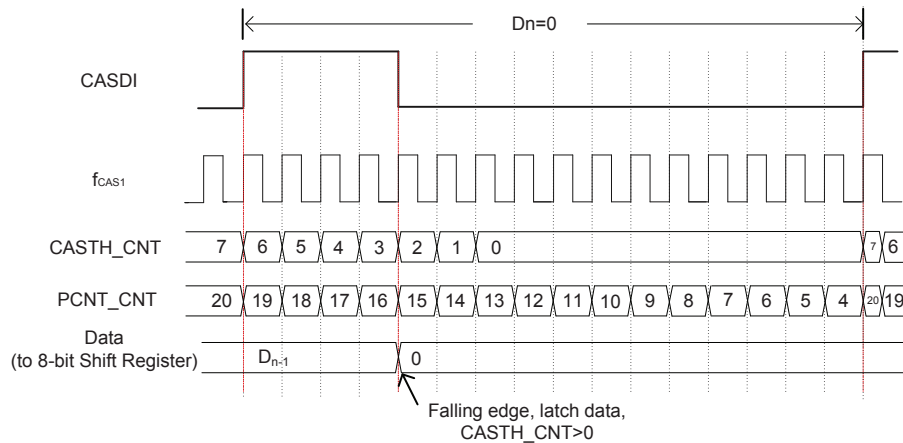 Dn=0
CASDI
fCAS1
CASTH_CNT 7 6 5 4 3 2 1 0 7 6
PCNT_CNT 20 19 18 17 16 15 14 13 12 11 10 9 8 7 6 5 4 20 19
Data
(to 8-bit Shift Register) Dn-1 0
Falling edge, latch data,
CASTH_CNT>0